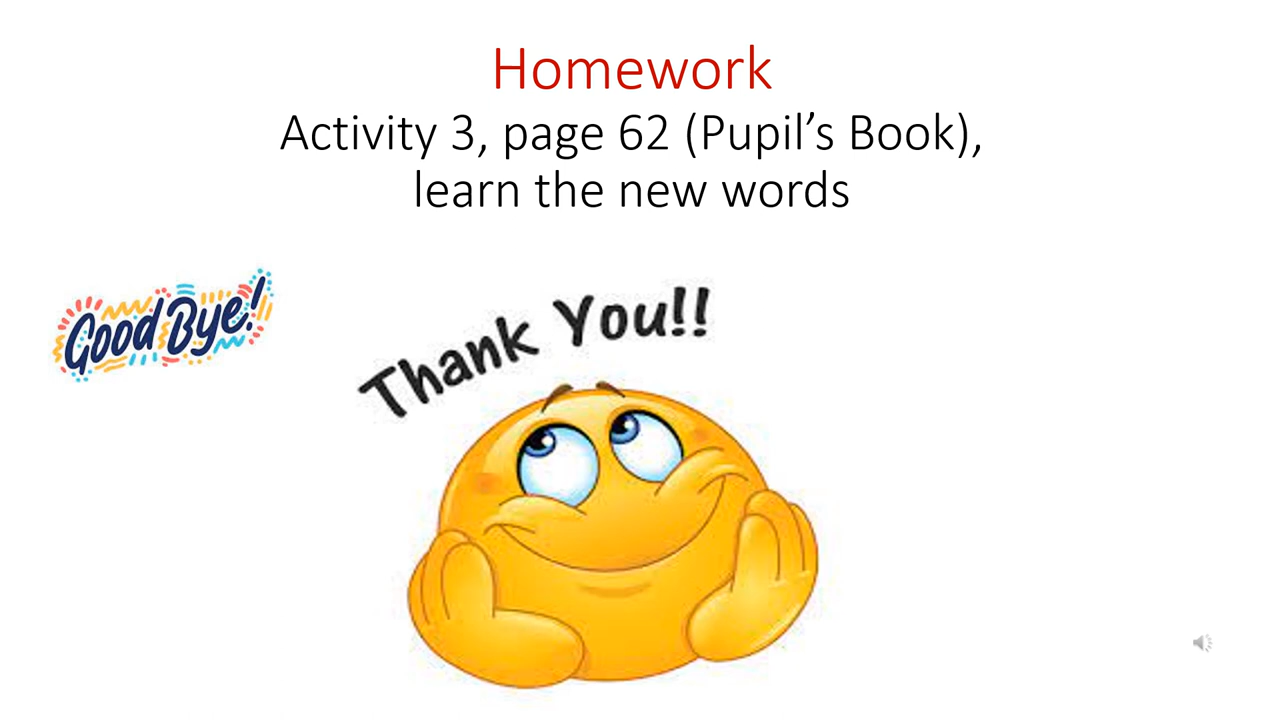 Homework
Activity 3, page 62 (Pupil’s Book),
learn the new words
Good Bye!
Thank You!!